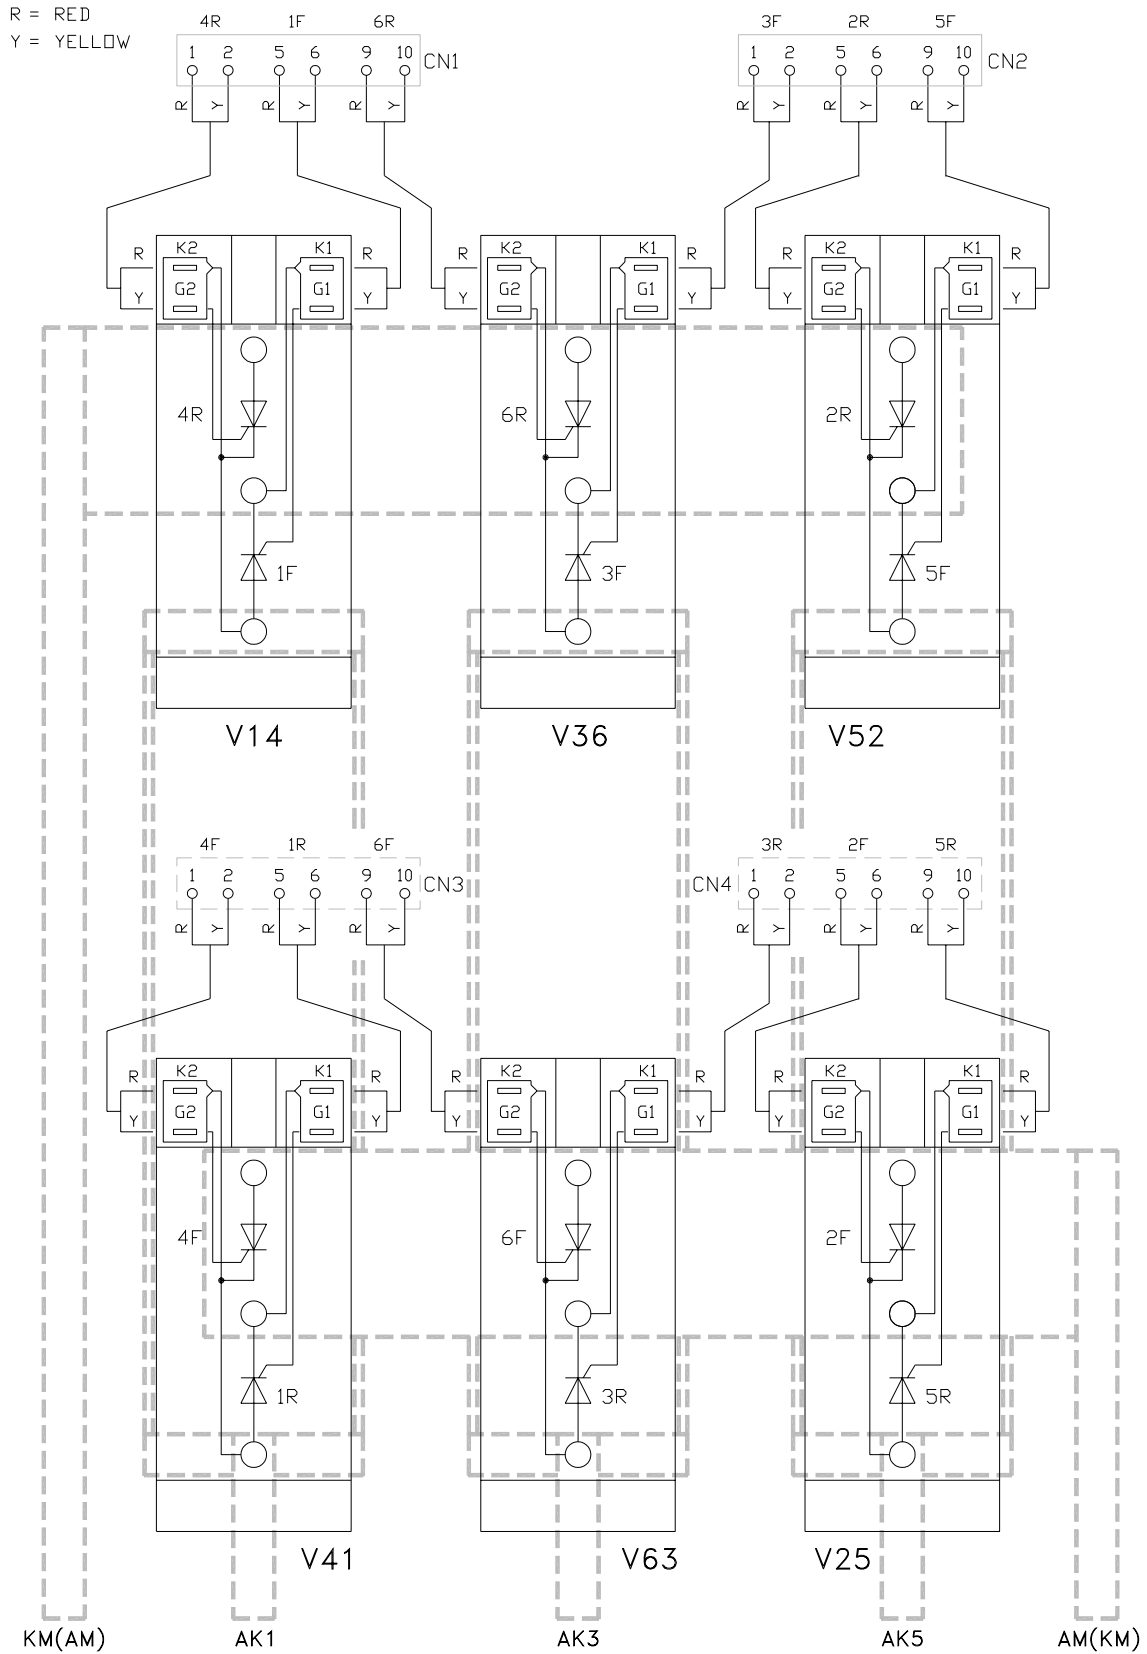 R = RED
Y = YELLOW
4R 1F 6R
1 2 5 6 9 10 CN1
R Y R Y R Y
3F 2R 5F
1 2 5 6 9 10 CN2
R Y R Y R Y
R K2 K1 R
Y G2 G1 Y
R K2 K1 R
Y G2 G1 Y
R K2 K1 R
Y G2 G1 Y
4R 6R 2R
1F 3F 5F
V14 V36 V52
4F 1R 6F
1 2 5 6 9 10 CN3
R Y R Y R Y
3R 2F 5R
CN4 1 2 5 6 9 10
R Y R Y R Y
R K2 K1 R
Y G2 G1 Y
R K2 K1 R
Y G2 G1 Y
R K2 K1 R
Y G2 G1 Y
4F 6F 2F
1R 3R 5R
V41 V63 V25
KM(AM) AK1 AK3 AK5 AM(KM)